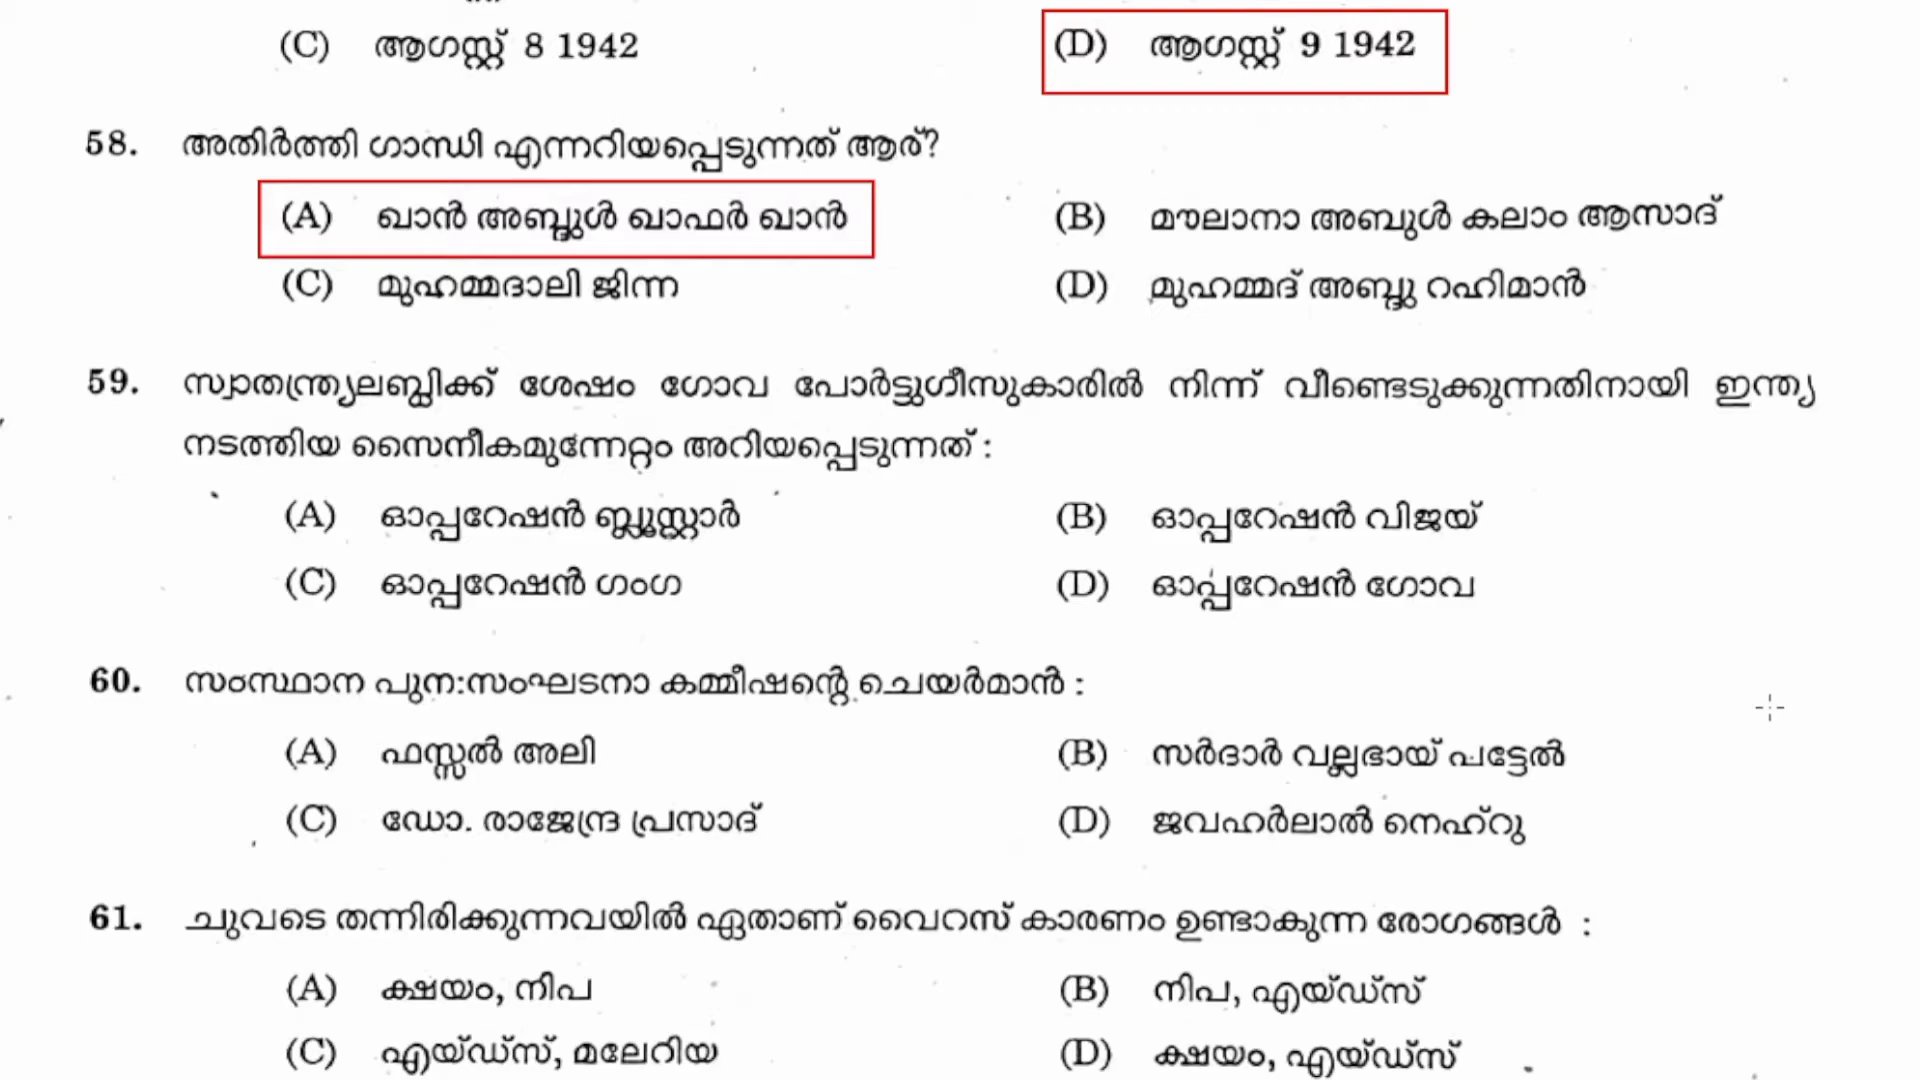 (C) ആഗസ്റ്റ് 8 1942 (D) ആഗസ്റ്റ് 9 1942
58. അതിർത്തി ഗാന്ധി എന്നറിയപ്പെടുന്നത് ആര്?
(A) ഖാൻ അബ്ദുൾ ഖാഫർ ഖാൻ (B) മൗലാനാ അബുൾ കലാം ആസാദ്
(C) മുഹമ്മദാലി ജിന്ന (D) മുഹമ്മദ് അബ്ദു റഹിമാൻ
59. സ്വാതന്ത്ര്യലബ്ധിക്ക് ശേഷം ഗോവ പോർട്ടുഗീസുകാരിൽ നിന്ന് വീണ്ടെടുക്കുന്നതിനായി ഇന്ത്യ
നടത്തിയ സൈനീകമുന്നേറ്റം അറിയപ്പെടുന്നത് :
(A) ഓപ്പറേഷൻ ബ്ലൂസ്റ്റാർ (B) ഓപ്പറേഷൻ വിജയ്
(C) ഓപ്പറേഷൻ ഗംഗ (D) ഓപ്പറേഷൻ ഗോവ
60. സംസ്ഥാന പുന:സംഘടനാ കമ്മീഷന്റെ ചെയർമാൻ :
(A) ഫസ്സൽ അലി (B) സർദാർ വല്ലഭായ് പട്ടേൽ
(C) ഡോ. രാജേന്ദ്ര പ്രസാദ് (D) ജവഹർലാൽ നെഹ്റു
61. ചുവടെ തന്നിരിക്കുന്നവയിൽ ഏതാണ് വൈറസ് കാരണം ഉണ്ടാകുന്ന രോഗങ്ങൾ :
(A) ക്ഷയം, നിപ (B) നിപ, എയ്ഡ്സ്
(C) എയ്ഡ്സ്, മലേറിയ (D) ക്ഷയം, എയ്ഡ്സ്